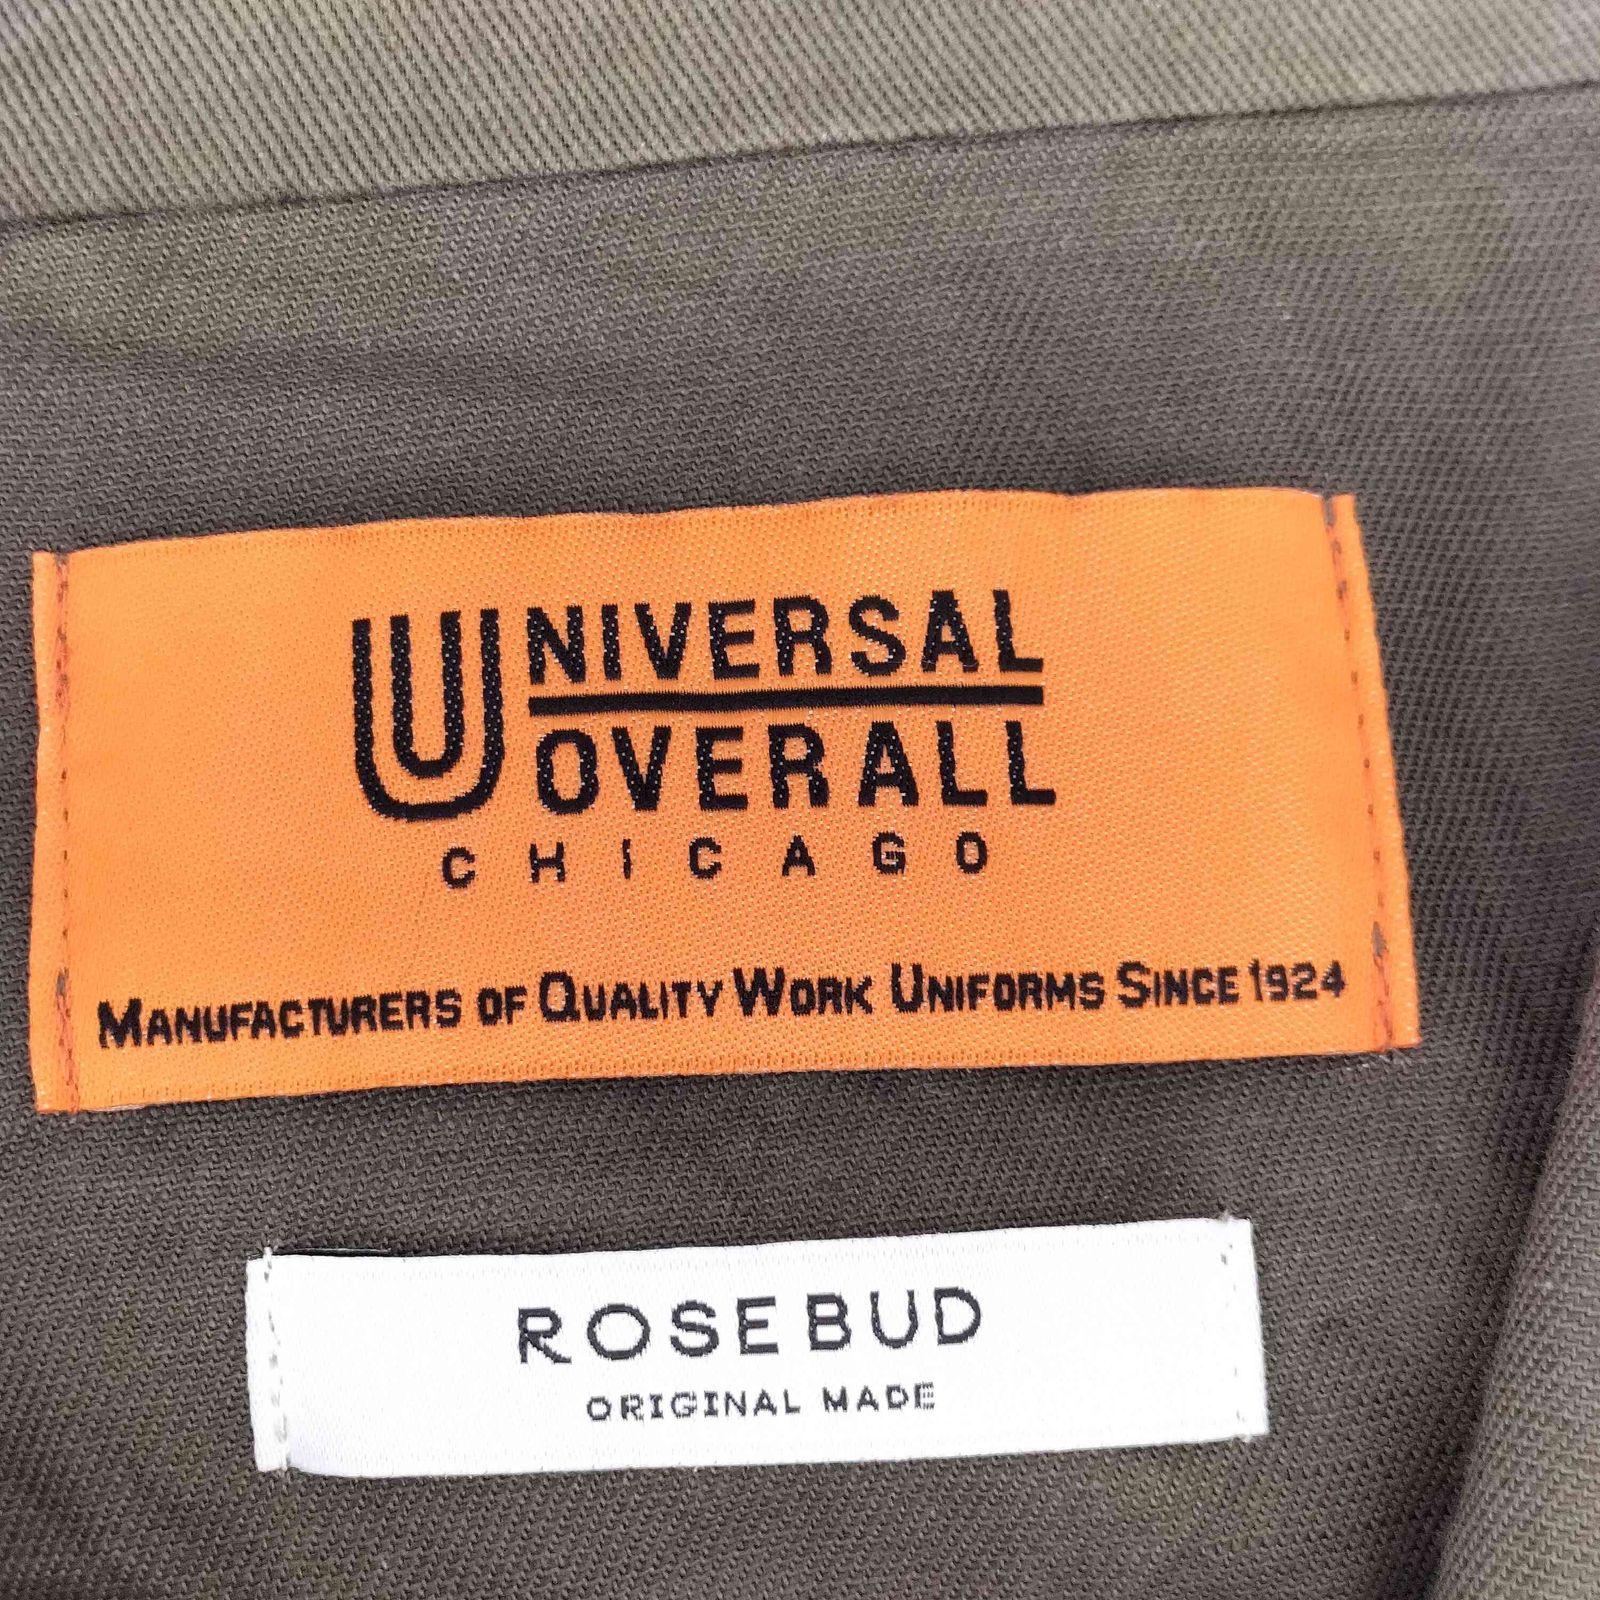 UNIVERSAL
OVERALL
CHICAGO
MANUFACTURERS OF QUALITY WORK UNIFORMS SINCE 1924
ROSEBUD
ORIGINAL MADE